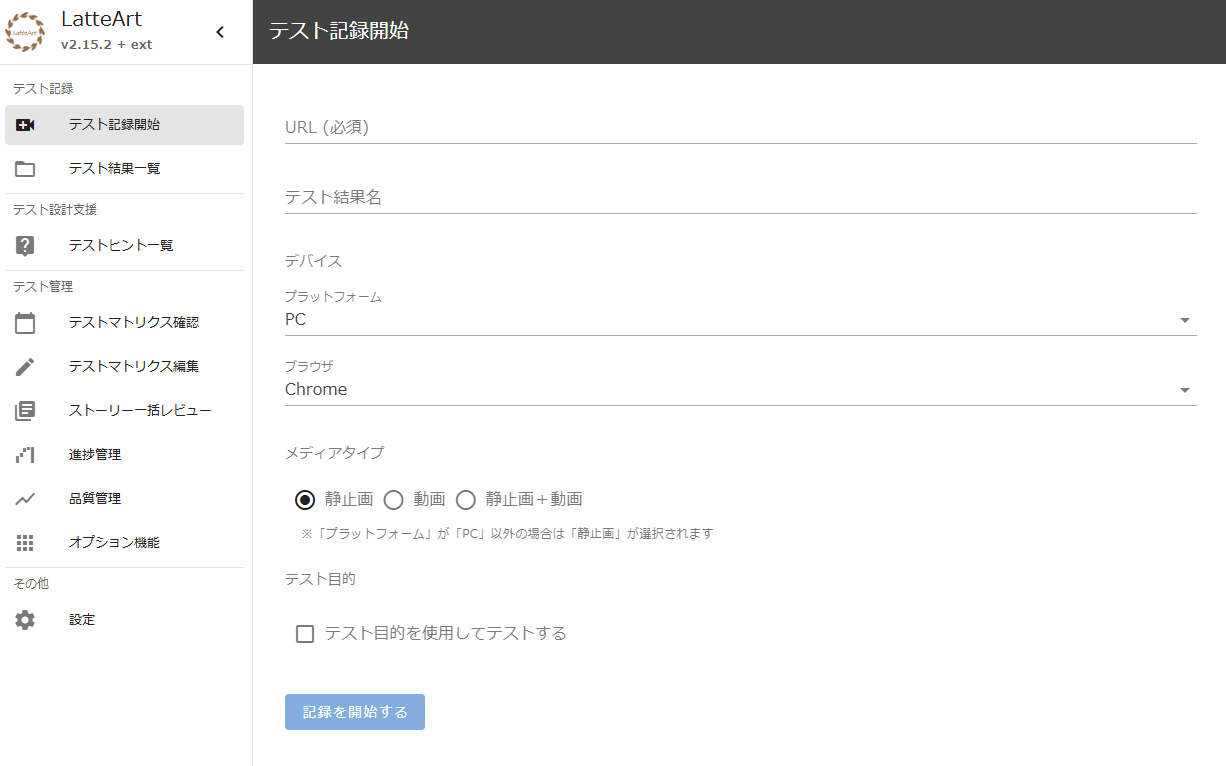 LatteArt
LatteArt
v2.15.2 + ext
テスト記録
テスト記録開始
テスト結果一覧
テスト設計支援
テストヒント一覧
テスト管理
テストマトリクス確認
テストマトリクス編集
ストーリー一括レビュー
進捗管理
品質管理
オプション機能
その他
設定
テスト記録開始
URL (必須)
テスト結果名
デバイス
プラットフォーム
PC
ブラウザ
Chrome
メディアタイプ
静止画 動画 静止画＋動画
※「プラットフォーム」が「PC」以外の場合は「静止画」が選択されます
テスト目的
テスト目的を使用してテストする
記録を開始する